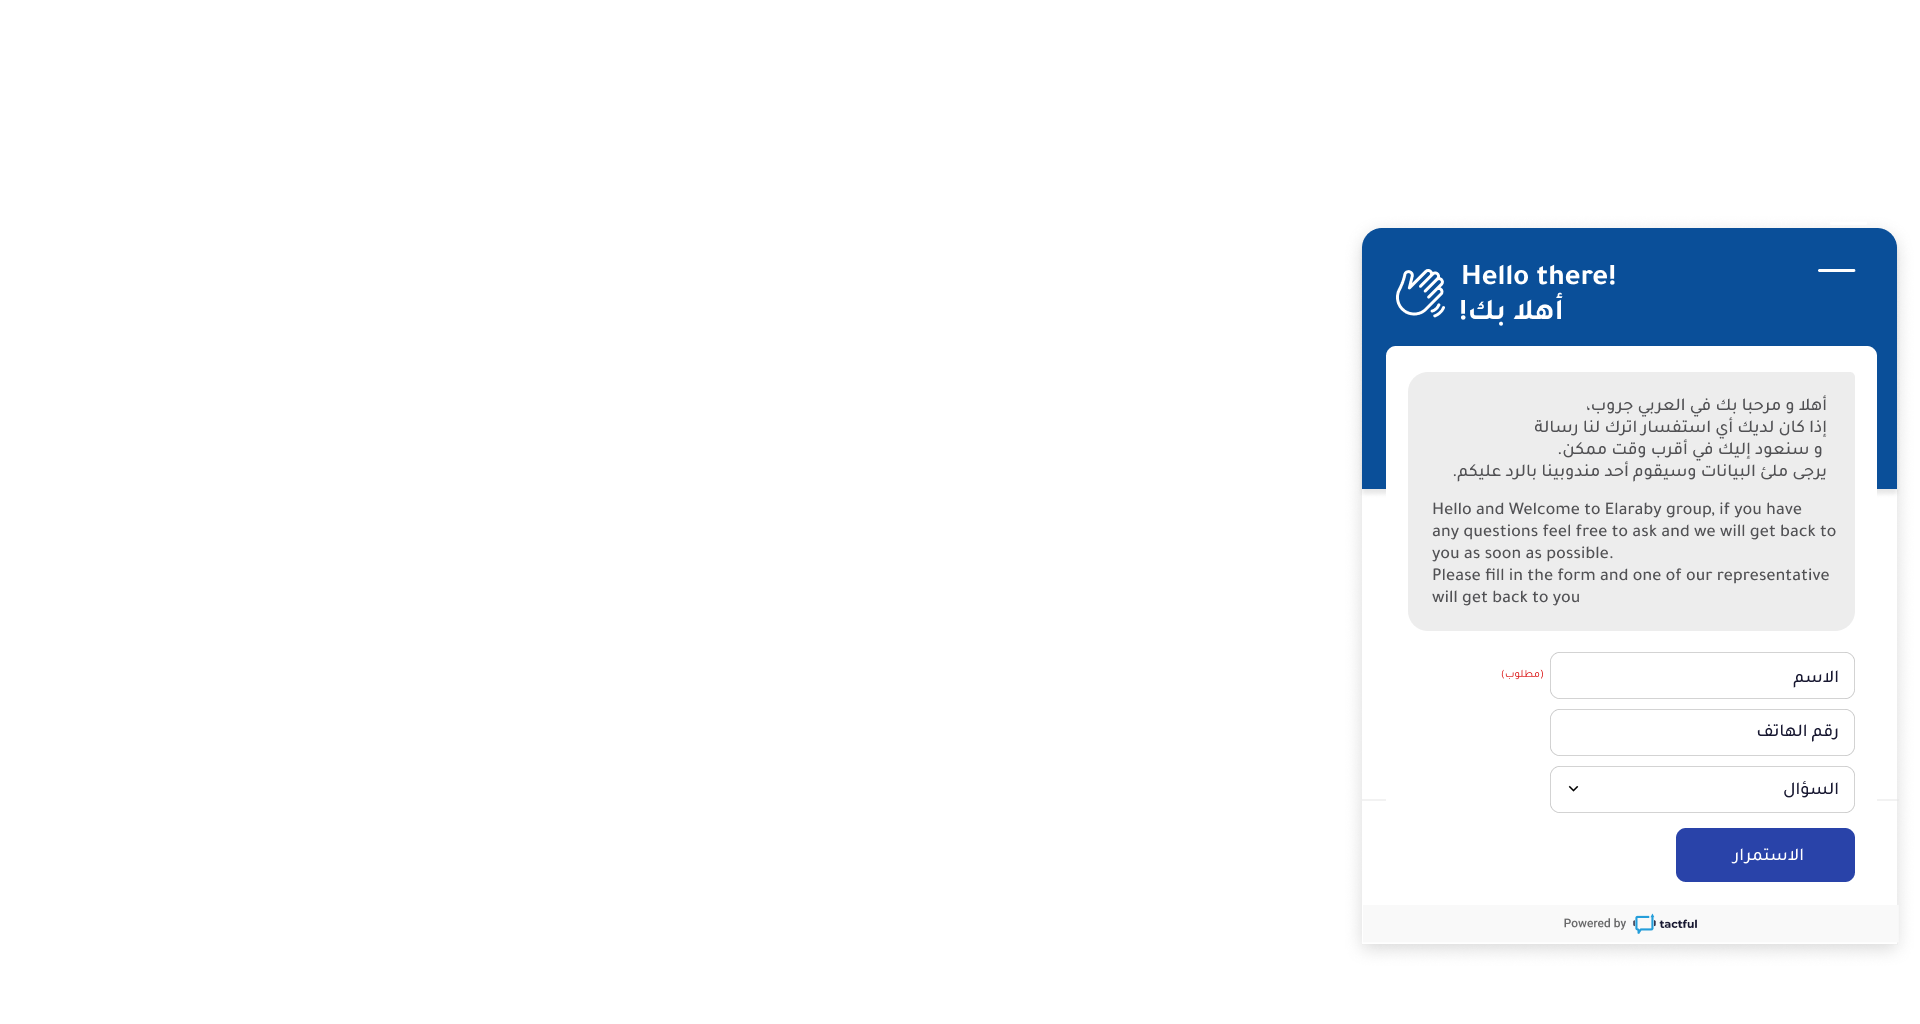 Hello there!
أهلا بك!
أهلا و مرحبا بك في العربي جروب،
إذا كان لديك أي استفسار اترك لنا رسالة
و سنعود إليك في أقرب وقت ممكن.
يرجى ملئ البيانات وسيقوم أحد مندوبينا بالرد عليكم.
Hello and Welcome to Elaraby group, if you have
any questions feel free to ask and we will get back to
you as soon as possible.
Please fill in the form and one of our representative
will get back to you
الاسم (مطلوب)
رقم الهاتف
السؤال
الاستمرار
Powered by tactful